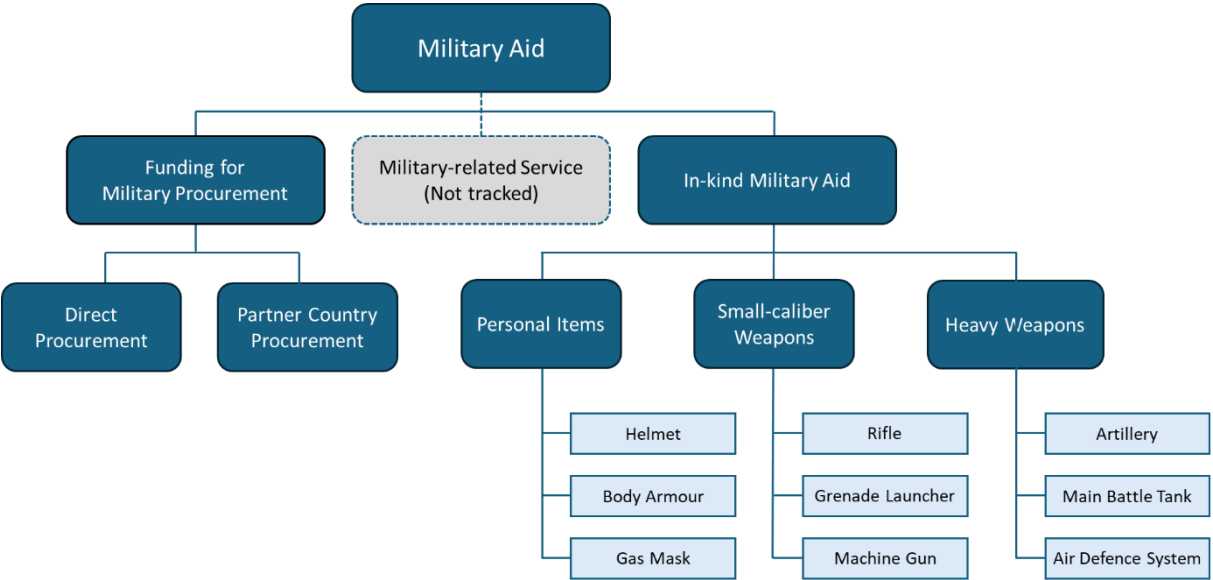 Military Aid
Funding for
Military Procurement
Military-related Service
(Not tracked)
In-kind Military Aid
Direct
Procurement
Partner Country
Procurement
Personal Items
Small-caliber
Weapons
Heavy Weapons
Helmet
Rifle
Artillery
Body Armour
Grenade Launcher
Main Battle Tank
Gas Mask
Machine Gun
Air Defence System